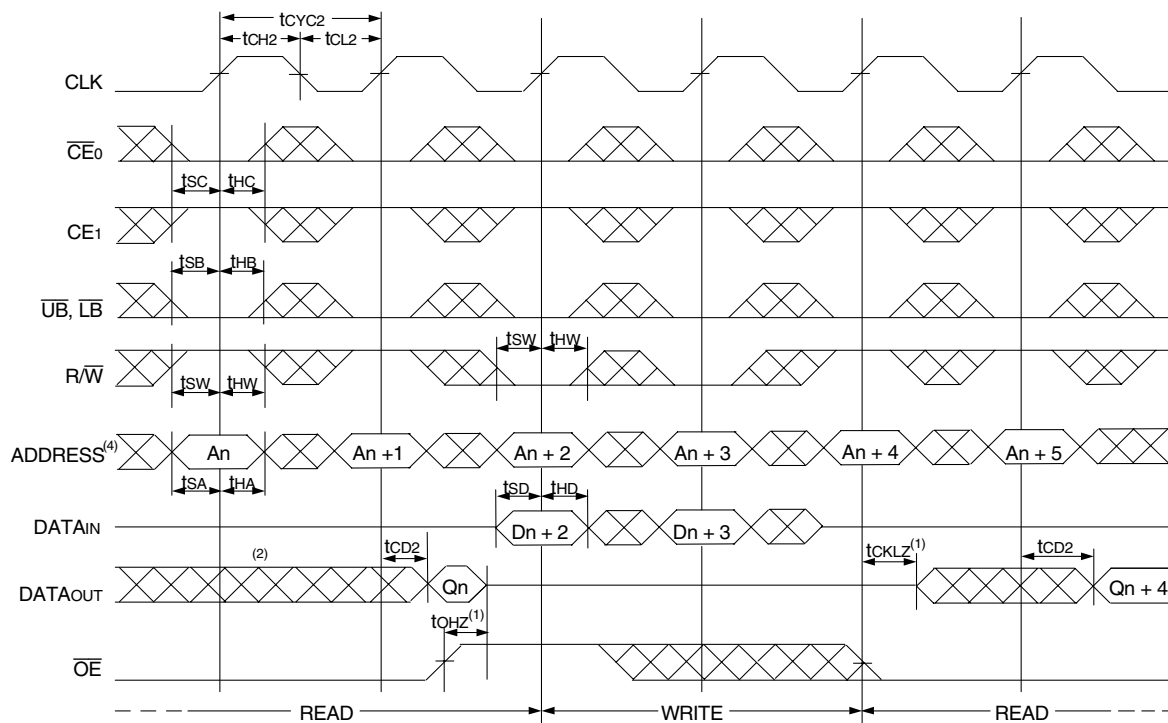 tCYC2
tCH2 tCL2
CLK
CE0
tSC tHC
CE1
tSB tHB
UB, LB
tSW tHW
R/W
tSW tHW
ADDRESS(4) An An +1 An + 2 An + 3 An + 4 An + 5
tSA tHA
tSD tHD
DATAIN Dn + 2 Dn + 3
tCD2 tCKLZ(1) tCD2
(2)
DATAOUT Qn Qn + 4
tOHZ(1)
OE
READ WRITE READ